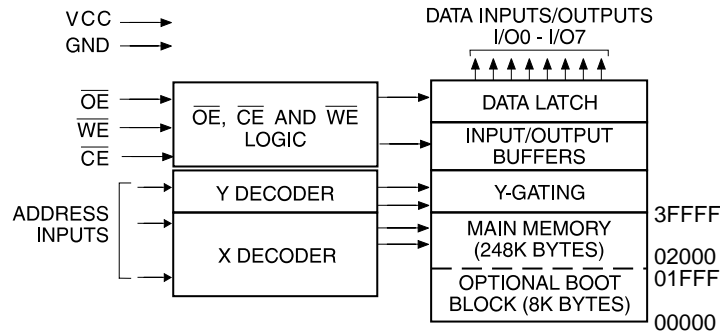 VCC
GND
DATA INPUTS/OUTPUTS
I/O0 - I/O7
OE
WE
CE
OE, CE AND WE
LOGIC
DATA LATCH
INPUT/OUTPUT
BUFFERS
ADDRESS
INPUTS
Y DECODER
Y-GATING
X DECODER
MAIN MEMORY
(248K BYTES)
OPTIONAL BOOT
BLOCK (8K BYTES)
3FFFF
02000
01FFF
00000